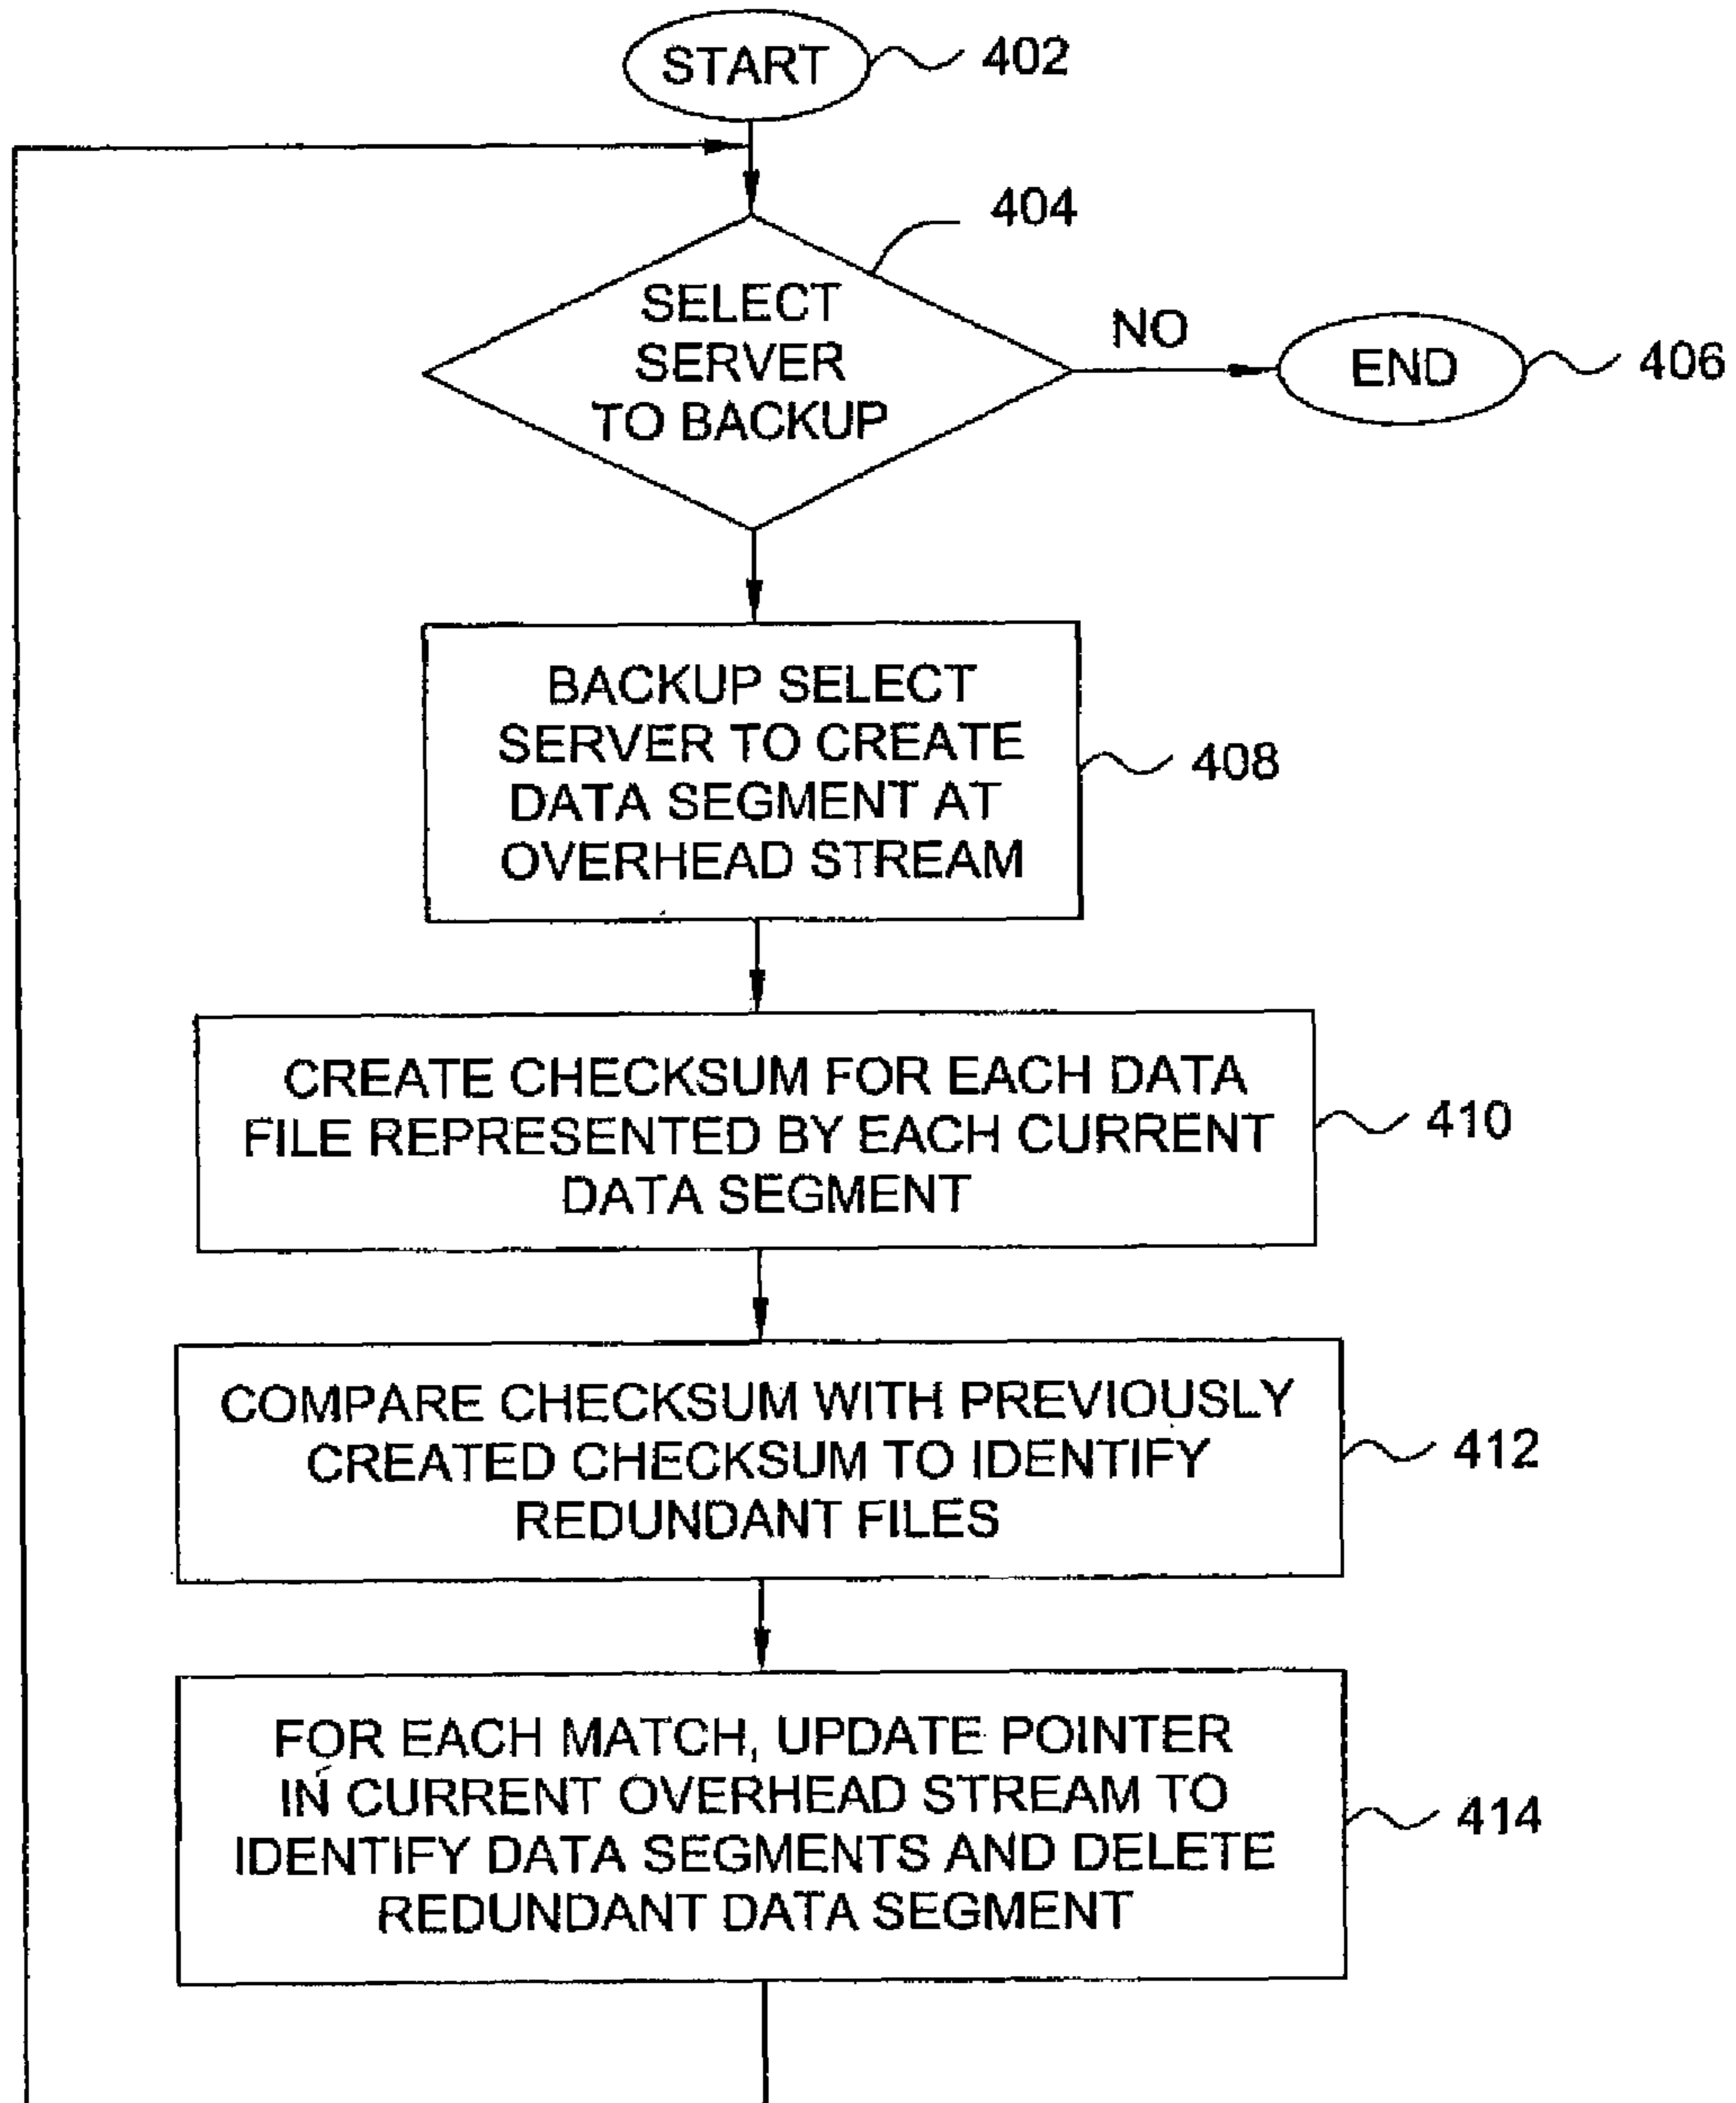 START
402
404
SELECT
SERVER
TO BACKUP
NO
END
406
BACKUP SELECT
SERVER TO CREATE
DATA SEGMENT AT
OVERHEAD STREAM
408
CREATE CHECKSUM FOR EACH DATA
FILE REPRESENTED BY EACH CURRENT
DATA SEGMENT
410
COMPARE CHECKSUM WITH PREVIOUSLY
CREATED CHECKSUM TO IDENTIFY
REDUNDANT FILES
412
FOR EACH MATCH, UPDATE POINTER
IN CURRENT OVERHEAD STREAM TO
IDENTIFY DATA SEGMENTS AND DELETE
REDUNDANT DATA SEGMENT
414